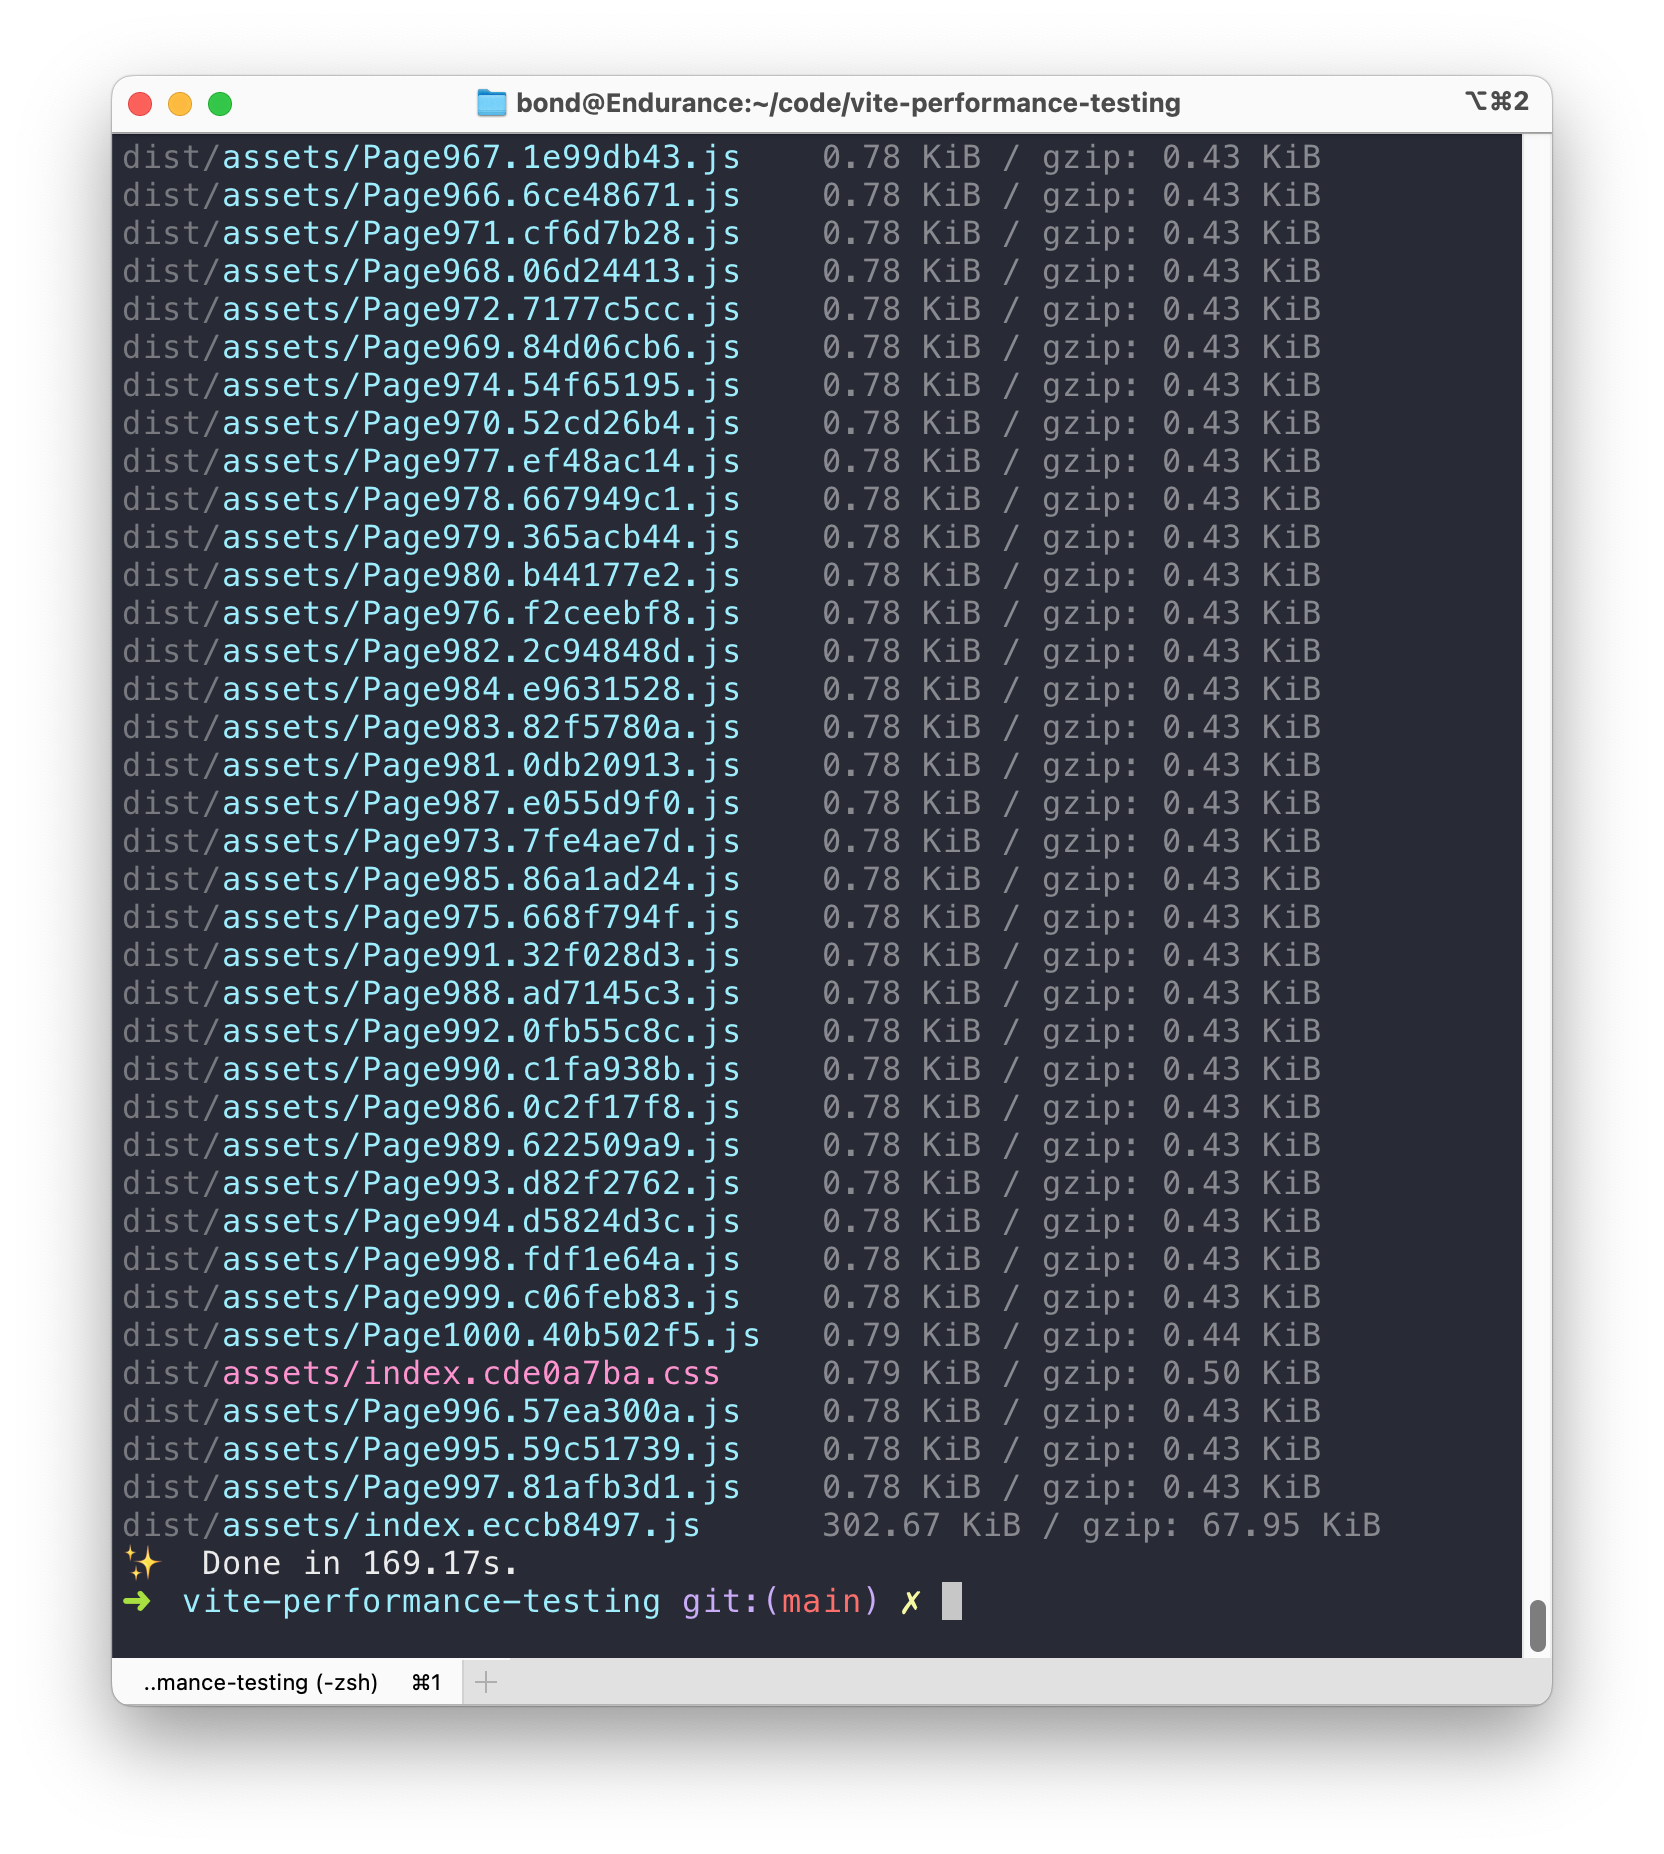 bond@Endurance:~/code/vite-performance-testing ⌥⌘2
dist/assets/Page967.1e99db43.js 0.78 KiB / gzip: 0.43 KiB
dist/assets/Page966.6ce48671.js 0.78 KiB / gzip: 0.43 KiB
dist/assets/Page971.cf6d7b28.js 0.78 KiB / gzip: 0.43 KiB
dist/assets/Page968.06d24413.js 0.78 KiB / gzip: 0.43 KiB
dist/assets/Page972.7177c5cc.js 0.78 KiB / gzip: 0.43 KiB
dist/assets/Page969.84d06cb6.js 0.78 KiB / gzip: 0.43 KiB
dist/assets/Page974.54f65195.js 0.78 KiB / gzip: 0.43 KiB
dist/assets/Page970.52cd26b4.js 0.78 KiB / gzip: 0.43 KiB
dist/assets/Page977.ef48ac14.js 0.78 KiB / gzip: 0.43 KiB
dist/assets/Page978.667949c1.js 0.78 KiB / gzip: 0.43 KiB
dist/assets/Page979.365acb44.js 0.78 KiB / gzip: 0.43 KiB
dist/assets/Page980.b44177e2.js 0.78 KiB / gzip: 0.43 KiB
dist/assets/Page976.f2ceebf8.js 0.78 KiB / gzip: 0.43 KiB
dist/assets/Page982.2c94848d.js 0.78 KiB / gzip: 0.43 KiB
dist/assets/Page984.e9631528.js 0.78 KiB / gzip: 0.43 KiB
dist/assets/Page983.82f5780a.js 0.78 KiB / gzip: 0.43 KiB
dist/assets/Page981.0db20913.js 0.78 KiB / gzip: 0.43 KiB
dist/assets/Page987.e055d9f0.js 0.78 KiB / gzip: 0.43 KiB
dist/assets/Page973.7fe4ae7d.js 0.78 KiB / gzip: 0.43 KiB
dist/assets/Page985.86a1ad24.js 0.78 KiB / gzip: 0.43 KiB
dist/assets/Page975.668f794f.js 0.78 KiB / gzip: 0.43 KiB
dist/assets/Page991.32f028d3.js 0.78 KiB / gzip: 0.43 KiB
dist/assets/Page988.ad7145c3.js 0.78 KiB / gzip: 0.43 KiB
dist/assets/Page992.0fb55c8c.js 0.78 KiB / gzip: 0.43 KiB
dist/assets/Page990.c1fa938b.js 0.78 KiB / gzip: 0.43 KiB
dist/assets/Page986.0c2f17f8.js 0.78 KiB / gzip: 0.43 KiB
dist/assets/Page989.622509a9.js 0.78 KiB / gzip: 0.43 KiB
dist/assets/Page993.d82f2762.js 0.78 KiB / gzip: 0.43 KiB
dist/assets/Page994.d5824d3c.js 0.78 KiB / gzip: 0.43 KiB
dist/assets/Page998.fdf1e64a.js 0.78 KiB / gzip: 0.43 KiB
dist/assets/Page999.c06feb83.js 0.78 KiB / gzip: 0.43 KiB
dist/assets/Page1000.40b502f5.js 0.79 KiB / gzip: 0.44 KiB
dist/assets/index.cde0a7ba.css 0.79 KiB / gzip: 0.50 KiB
dist/assets/Page996.57ea300a.js 0.78 KiB / gzip: 0.43 KiB
dist/assets/Page995.59c51739.js 0.78 KiB / gzip: 0.43 KiB
dist/assets/Page997.81afb3d1.js 0.78 KiB / gzip: 0.43 KiB
dist/assets/index.eccb8497.js 302.67 KiB / gzip: 67.95 KiB
✨ Done in 169.17s.
➜ vite-performance-testing git:(main) ✗
..mance-testing (-zsh) ⌘1